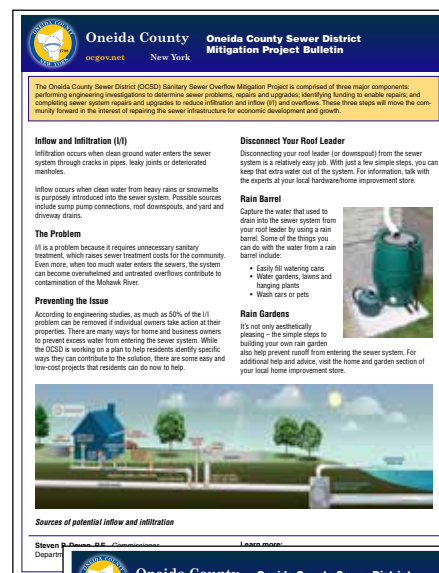 ONEIDA COUNTY
NEW YORK
Oneida County
ocgov.net New York
Oneida County Sewer District
Mitigation Project Bulletin
The Oneida County Sewer District (OCSD) Sanitary Sewer Overflow Mitigation Project is comprised of three major components:
performing engineering investigations to determine sewer problems, repairs and upgrades; identifying funding to enable repairs; and
completing sewer system repairs and upgrades to reduce infiltration and inflow (I/I) and overflows. These three steps will move the com-
munity forward in the interest of repairing the sewer infrastructure for economic development and growth.
Inflow and Infiltration (I/I)
Infiltration occurs when clean ground water enters the sewer
system through cracks in pipes, leaky joints or deteriorated
manholes.
Inflow occurs when clean water from heavy rains or snowmelts
is purposely introduced into the sewer system. Possible sources
include sump pump connections, roof downspouts, and yard and
driveway drains.
The Problem
I/I is a problem because it requires unnecessary sanitary
treatment, which raises sewer treatment costs for the community.
Even more, when too much water enters the sewers, the system
can become overwhelmed and untreated overflows contribute to
contamination of the Mohawk River.
Preventing the Issue
According to engineering studies, as much as 50% of the I/I
problem can be removed if individual owners take action at their
properties. There are many ways for home and business owners
to prevent excess water from entering the sewer system. While
the OCSD is working on a plan to help residents identify specific
ways they can contribute to the solution, there are some easy and
low-cost projects that residents can do now to help.
Disconnect Your Roof Leader
Disconnecting your roof leader (or downspout) from the sewer
system is a relatively easy job. With just a few simple steps, you can
keep that extra water out of the system. For information, talk with
the experts at your local hardware/home improvement store.
Rain Barrel
Capture the water that used to
drain into the sewer system from
your roof leader by using a rain
barrel. Some of the things you
can do with the water from a rain
barrel include:
• Easily fill watering cans
• Water gardens, lawns and
hanging plants
• Wash cars or pets
Rain Gardens
It's not only aesthetically
pleasing – the simple steps to
building your own rain garden
also help prevent runoff from entering the sewer system. For
additional help and advice, visit the home and garden section of
your local home improvement store.
Sources of potential inflow and infiltration
Steven P. Devan, P.E., Commissioner
Departm
Learn more:
ONEIDA COUNTY
Oneida County
Oneida County Sewer District